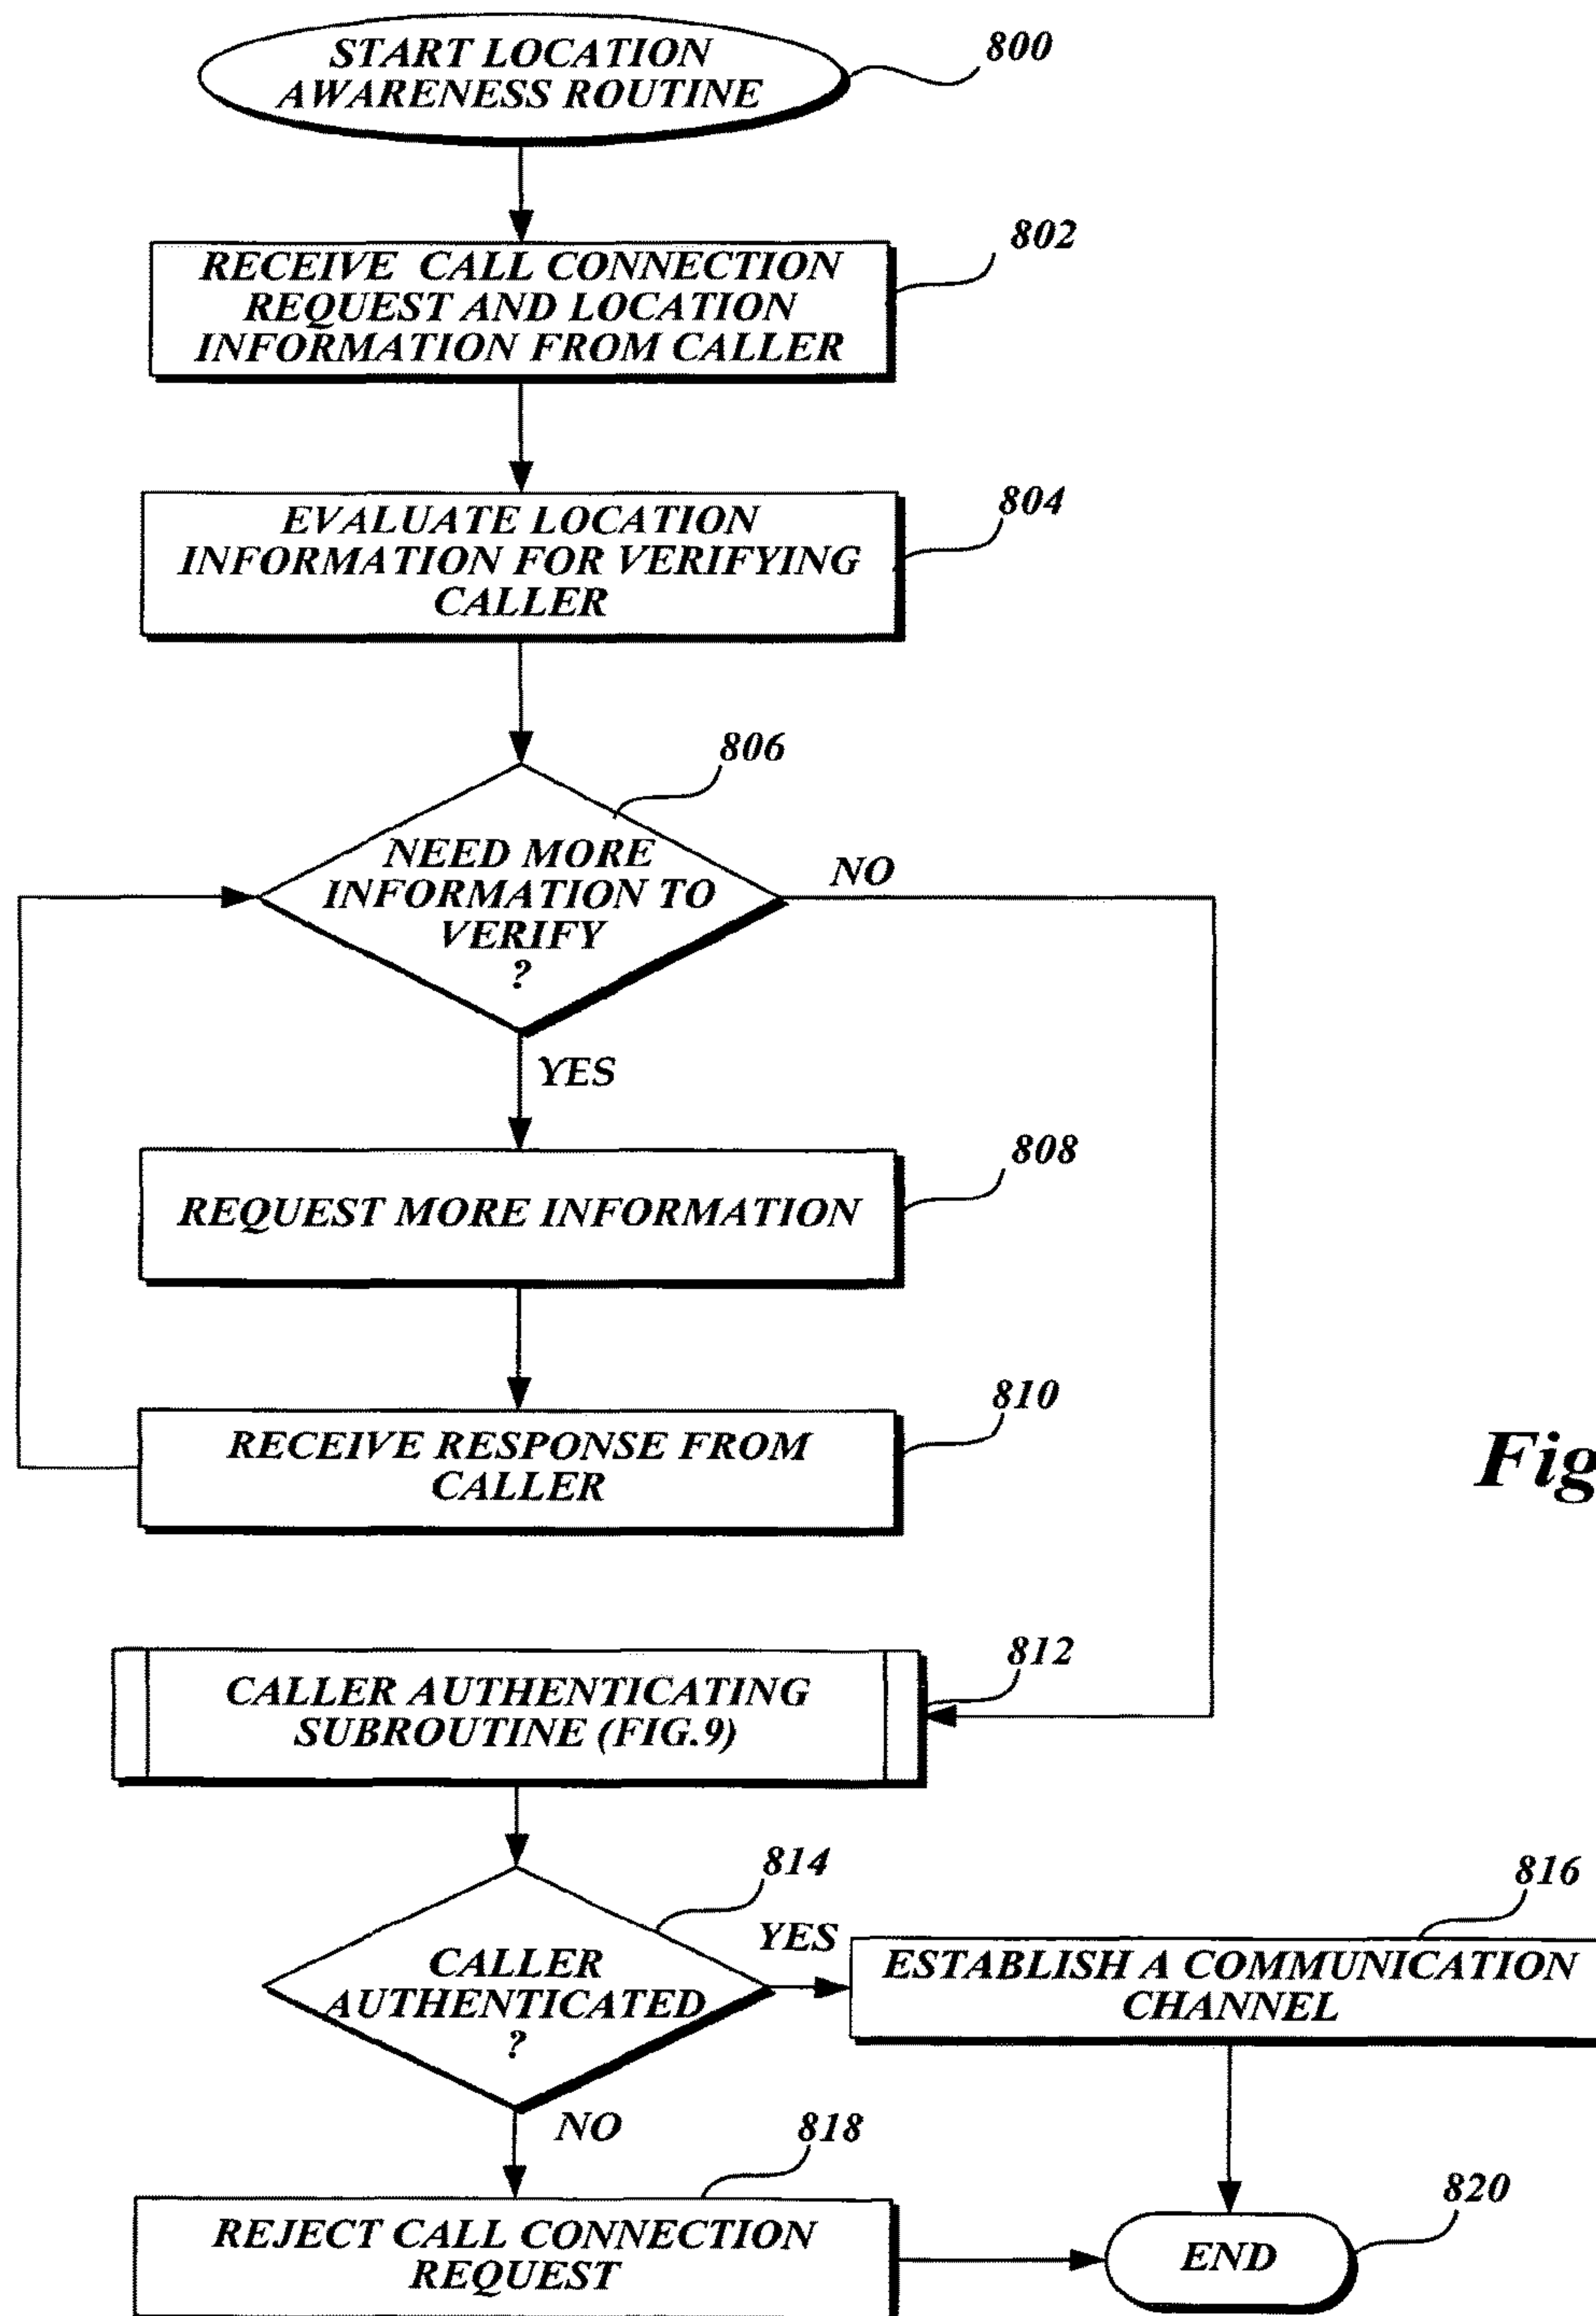 START LOCATION
AWARENESS ROUTINE
800
RECEIVE CALL CONNECTION
REQUEST AND LOCATION
INFORMATION FROM CALLER
802
EVALUATE LOCATION
INFORMATION FOR VERIFYING
CALLER
804
806
NEED MORE
INFORMATION TO
VERIFY
?
NO
YES
REQUEST MORE INFORMATION
808
RECEIVE RESPONSE FROM
CALLER
810
Fig
CALLER AUTHENTICATING
SUBROUTINE (FIG.9)
812
814
CALLER
AUTHENTICATED
?
YES
816
ESTABLISH A COMMUNICATION
CHANNEL
NO
818
REJECT CALL CONNECTION
REQUEST
END
820